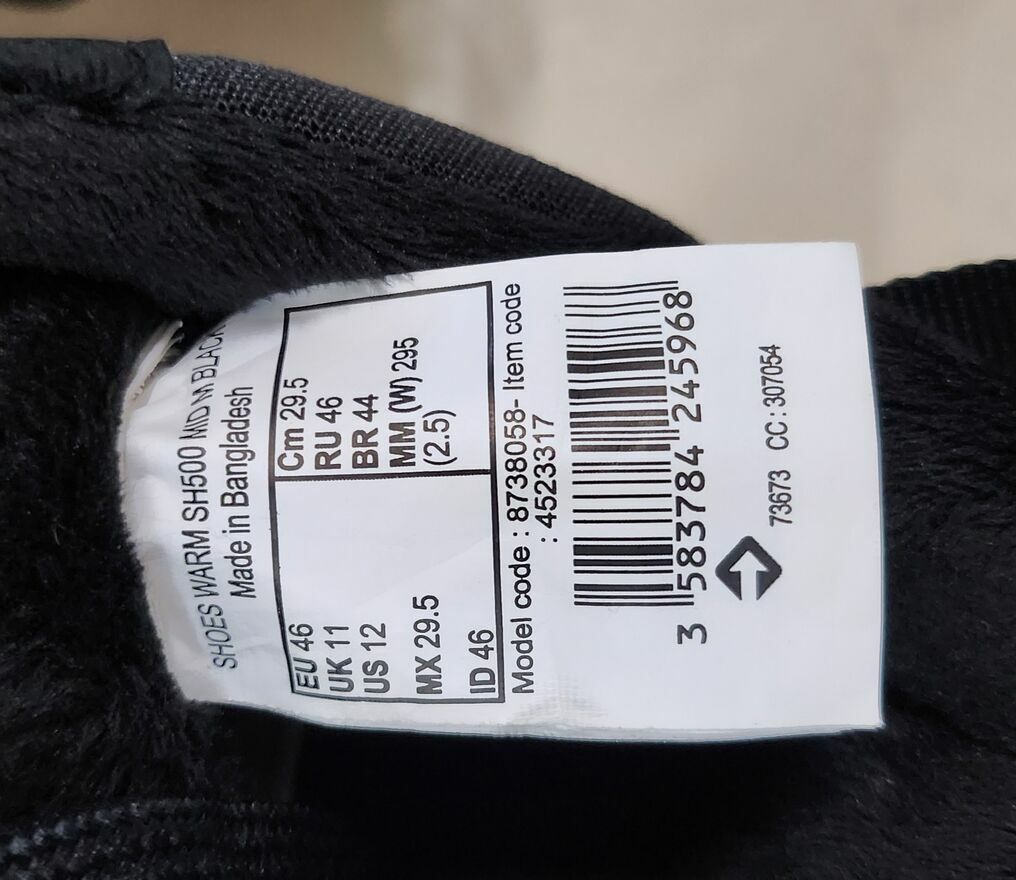 SHOES WARM SH500 MID M BLACK
Made in Bangladesh
EU 46 Cm 29.5
UK 11 RU 46
US 12 BR 44
MX 29.5 MM (W) 295
(2.5)
ID 46
Model code : 8738058- Item code
: 4523317
3 583784 245968
73673 CC : 307054